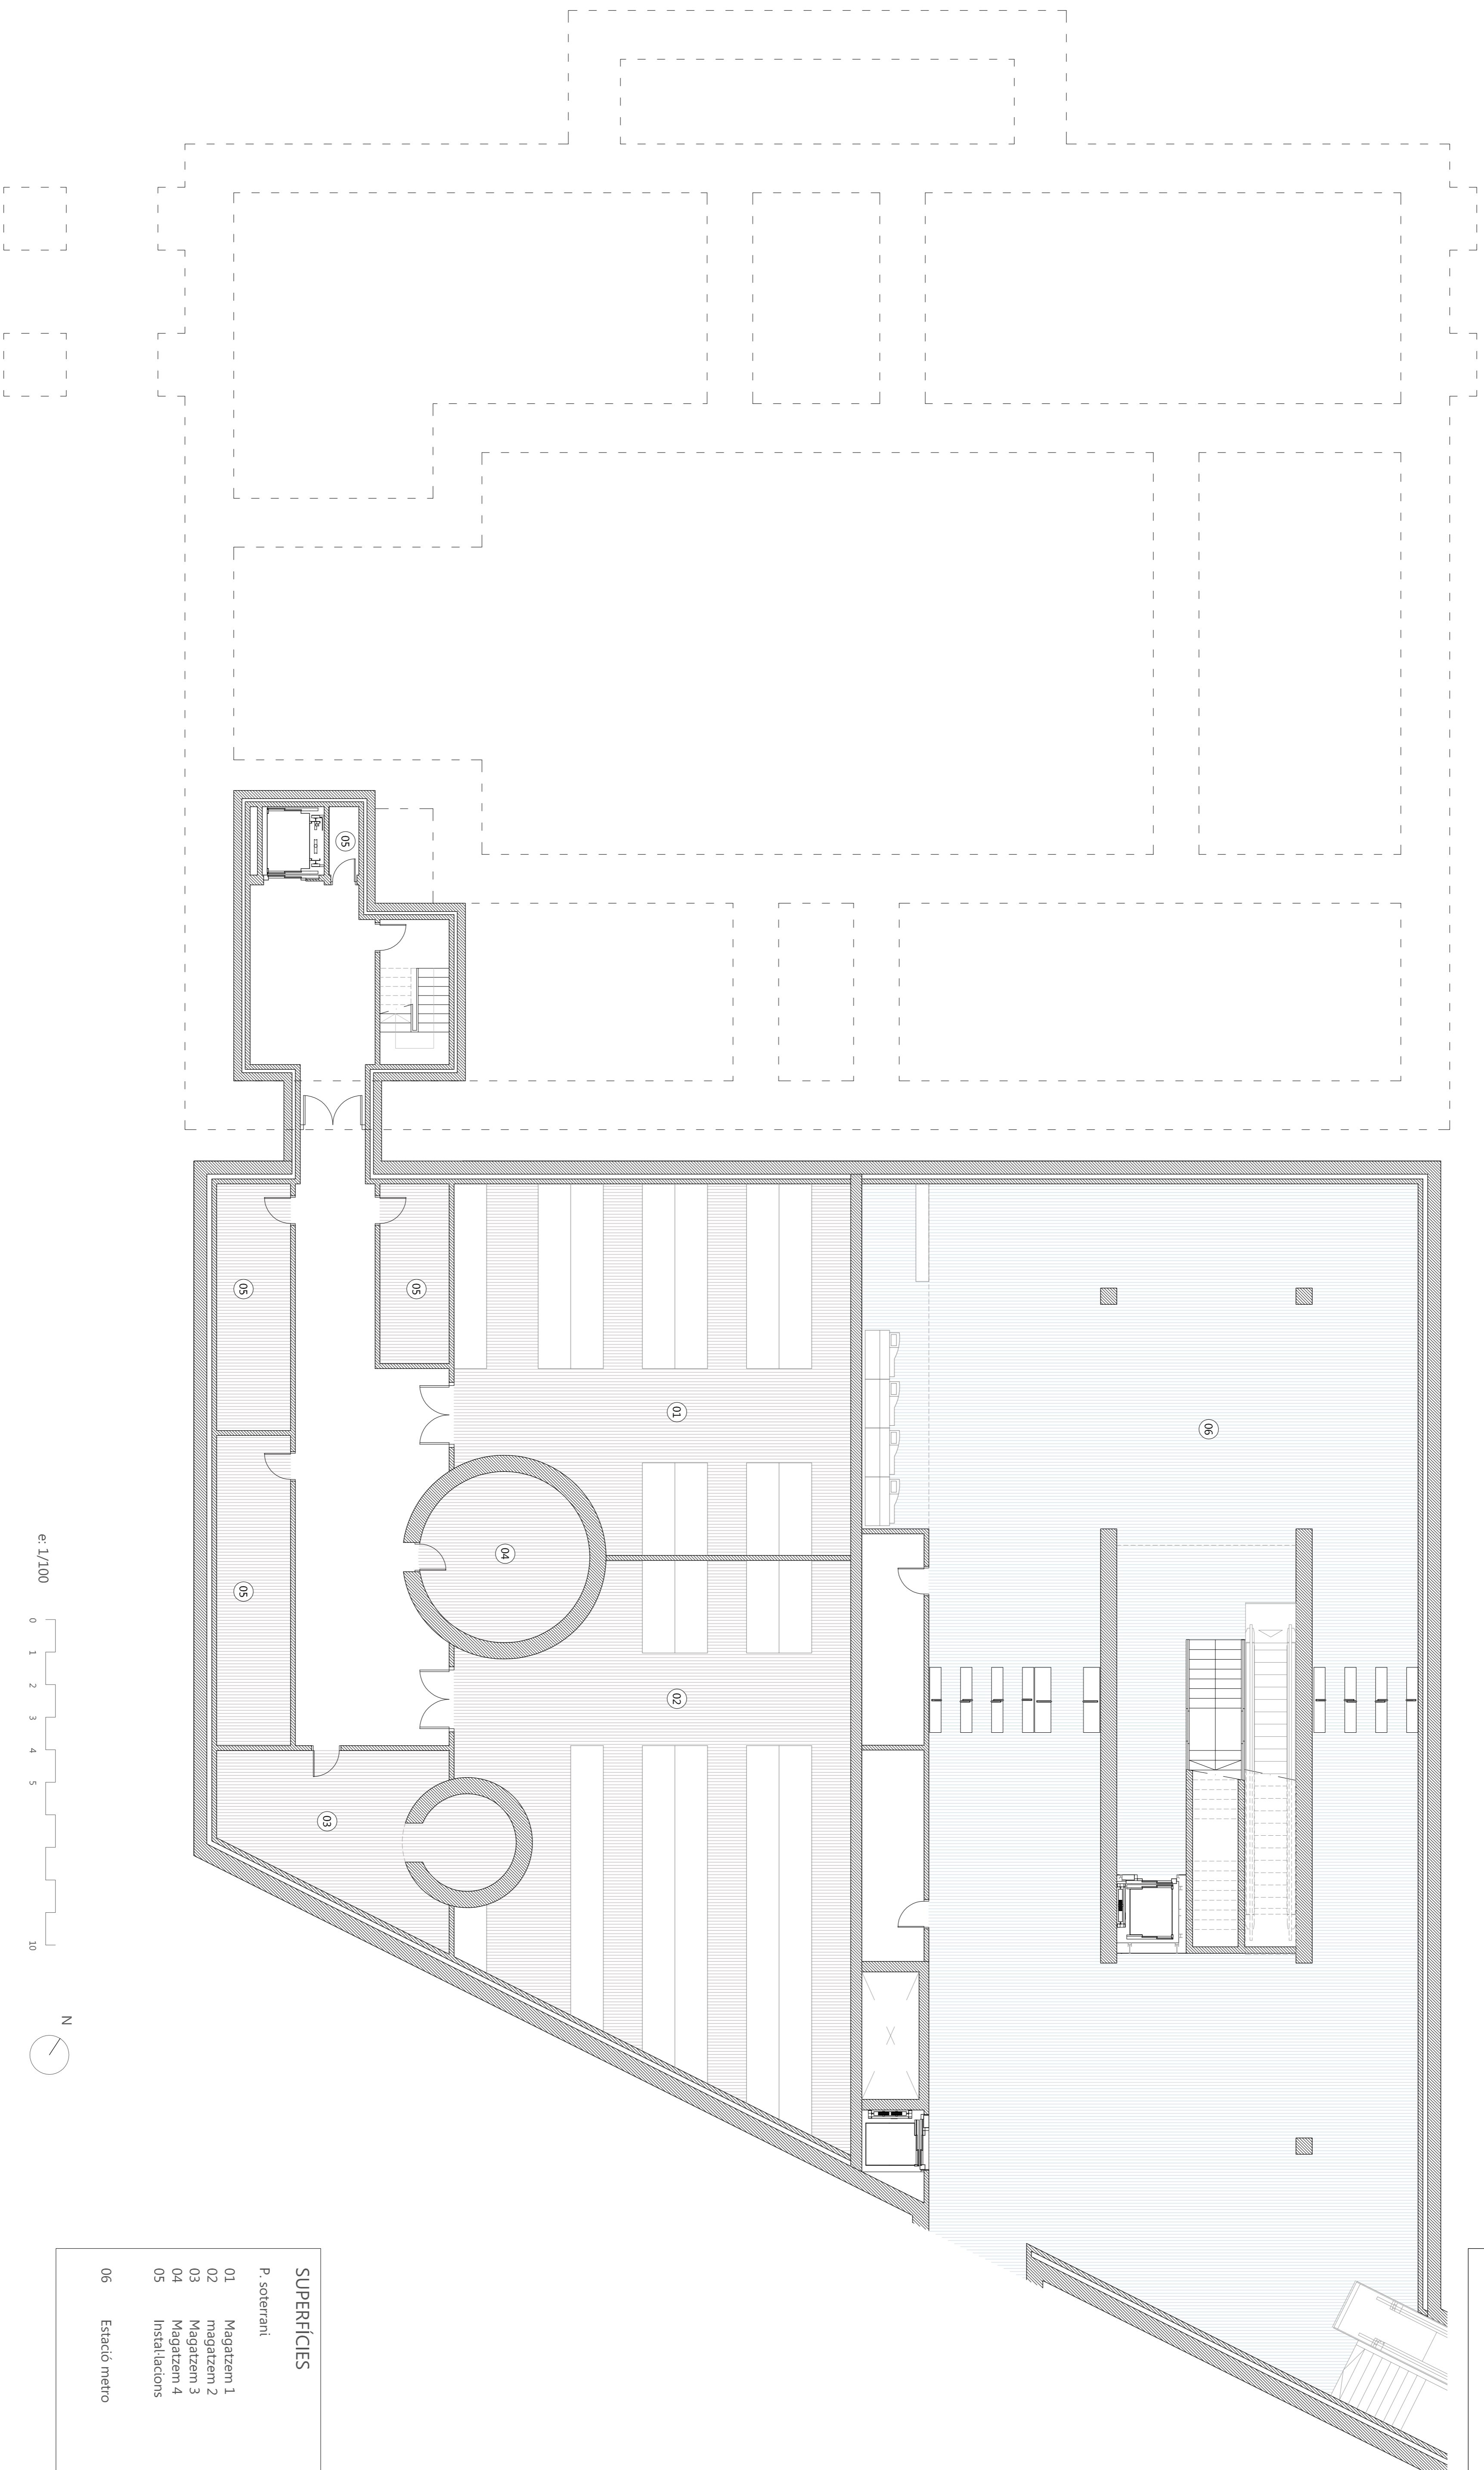 05
05
05
05
01
06
04
02
03
e: 1/100
0 1 2 3 4 5 10
N
SUPERFÍCIES
P. soterrani
01 Magatzem 1
02 magatzem 2
03 Magatzem 3
04 Magatzem 4
05 Instal·lacions
06 Estació metro